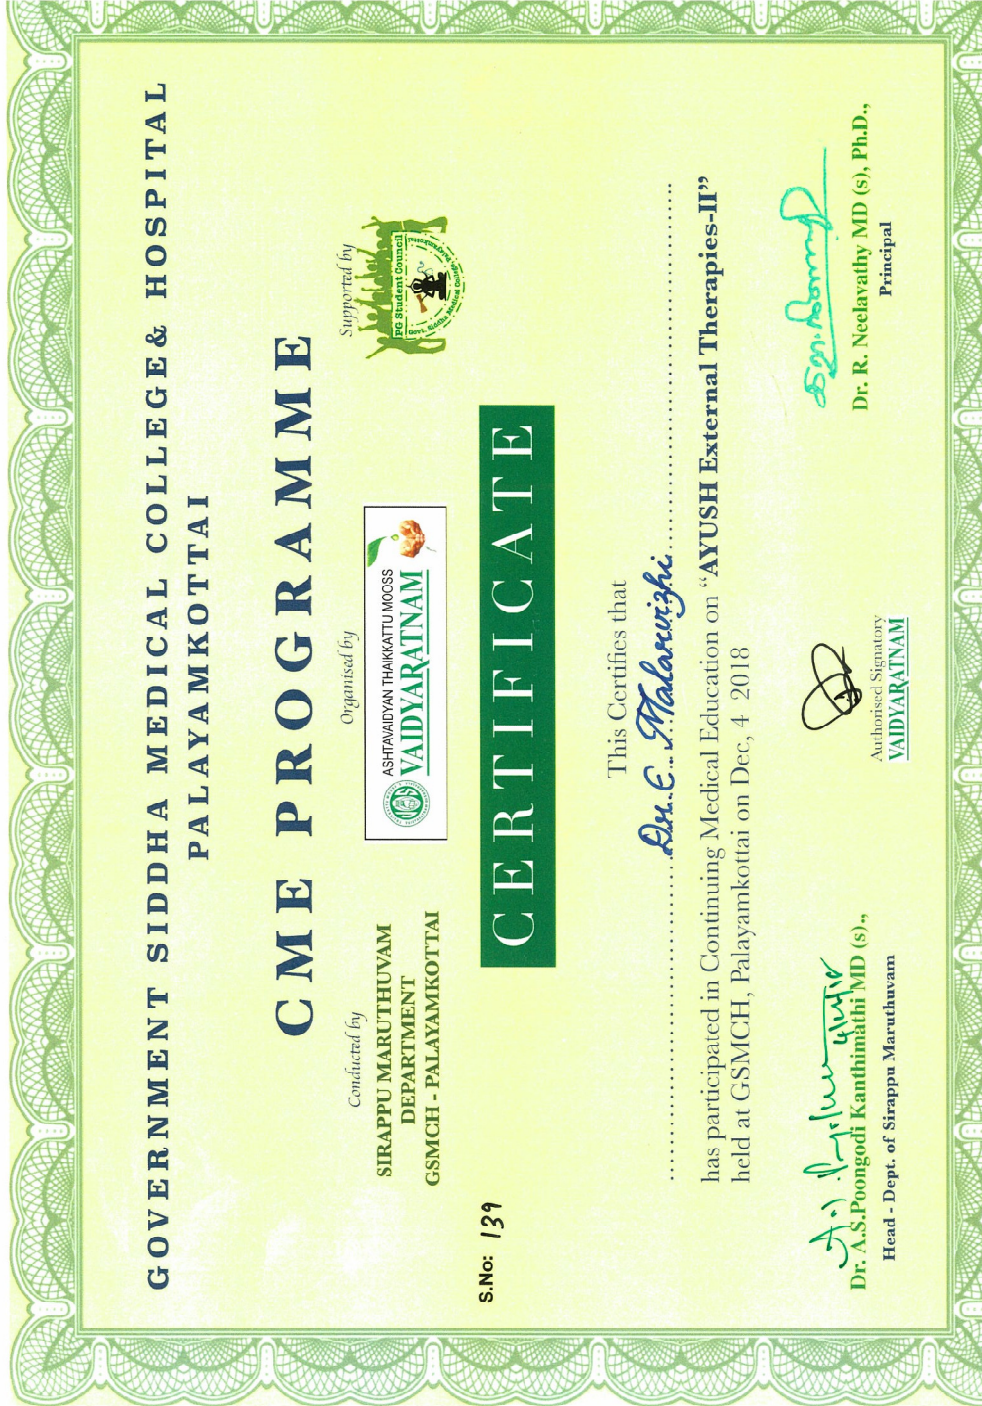 GOVERNMENT SIDDHA MEDICAL COLLEGE & HOSPITAL
PALAYAMKOTTAI
CME PROGRAMME
Conducted by
SIRAPPU MARUTHUVAM
DEPARTMENT
GSMCH - PALAYAMKOTTAI
Organised by
ASHTAVAIDYAN THAIKKATTU MOOSS
VAIDYARATNAM
Supported by
PG Student Council
Govt. Siddha Medical College, Palayamkottai
S.No: 139
CERTIFICATE
This Certifies that
Dr. E. Malarvizhi
has participated in Continuing Medical Education on “AYUSH External Therapies-II”
held at GSMCH, Palayamkottai on Dec., 4 2018
Dr. A.S.Poongodi Kanthimathi MD (s).,
Head - Dept. of Sirappu Maruthuvam
Authorised Signatory
VAIDYARATNAM
Dr. R. Neelavathy MD (s), Ph.D.,
Principal